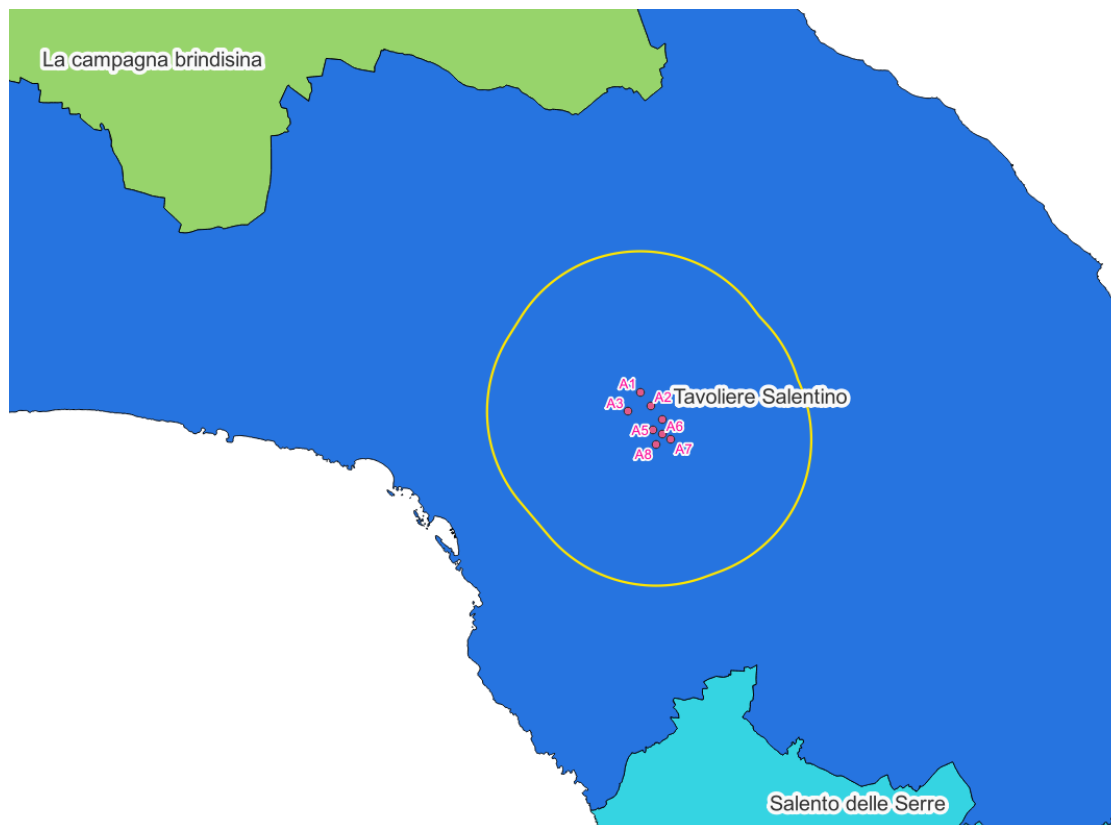 La campagna brindisina
A1
A2
Tavoliere Salentino
A3
A5
A6
A7
A8
Salento delle Serre